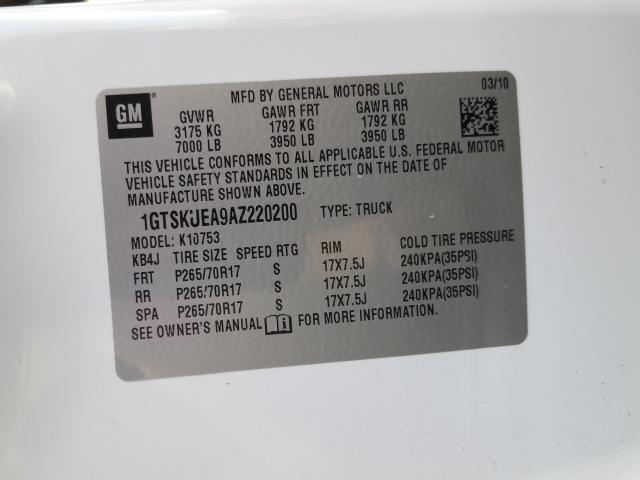 GM
MFD BY GENERAL MOTORS LLC 03/10
GVWR GAWR FRT GAWR RR
3175 KG 1792 KG 1792 KG
7000 LB 3950 LB 3950 LB
THIS VEHICLE CONFORMS TO ALL APPLICABLE U.S. FEDERAL MOTOR
VEHICLE SAFETY STANDARDS IN EFFECT ON THE DATE OF
MANUFACTURE SHOWN ABOVE.
1GTSKUEA9AZ220200 TYPE: TRUCK
MODEL: K10753
KB4J TIRE SIZE SPEED RTG RIM COLD TIRE PRESSURE
FRT P265/70R17 S 17X7.5J 240KPA(35PSI)
RR P265/70R17 S 17X7.5J 240KPA(35PSI)
SPA P265/70R17 S 17X7.5J 240KPA(35PSI)
SEE OWNER'S MANUAL i FOR MORE INFORMATION.